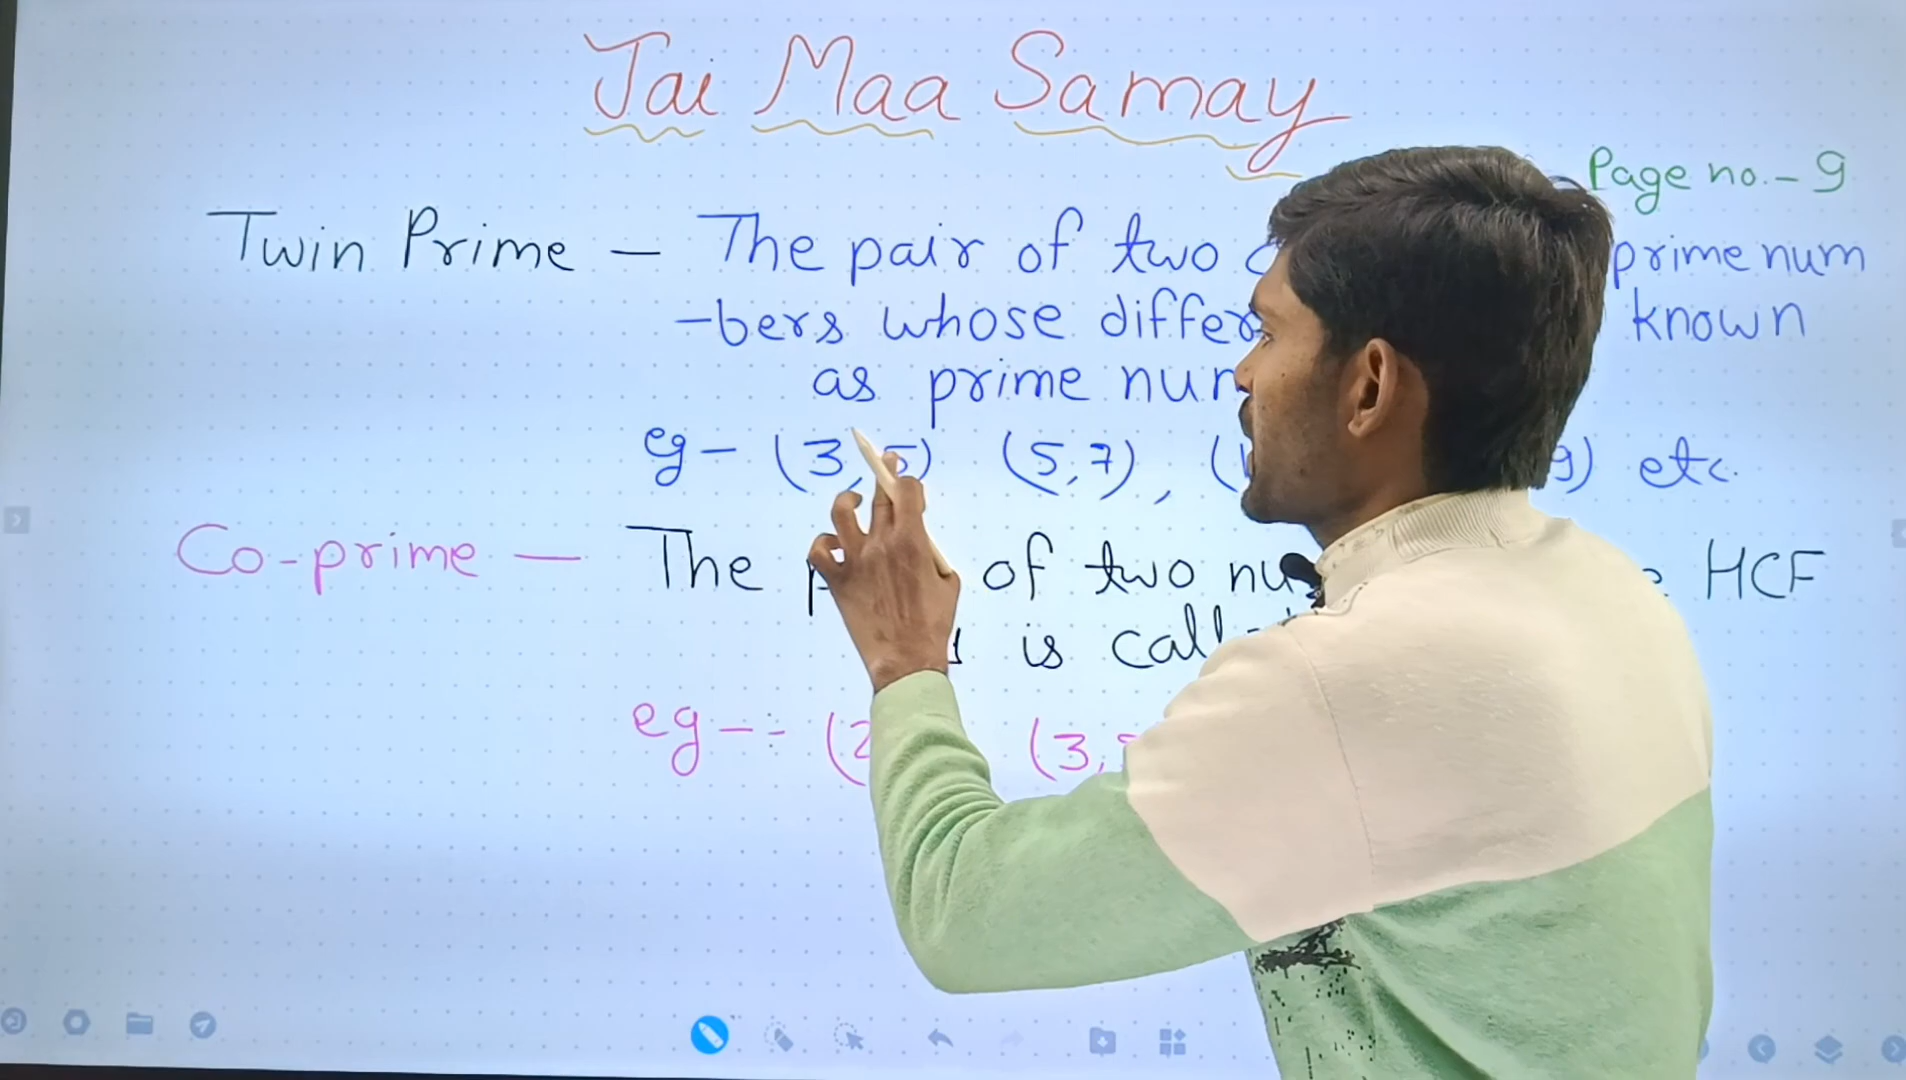 Jai Maa Samay
Page no.- 9
Twin Prime — The pair of two prime num
-bers whose differ known
as prime num
eg- (3,5) (5,7), 9) etc.
Co-prime — The of two nu HCF
1 is call
eg-- (2 (3,